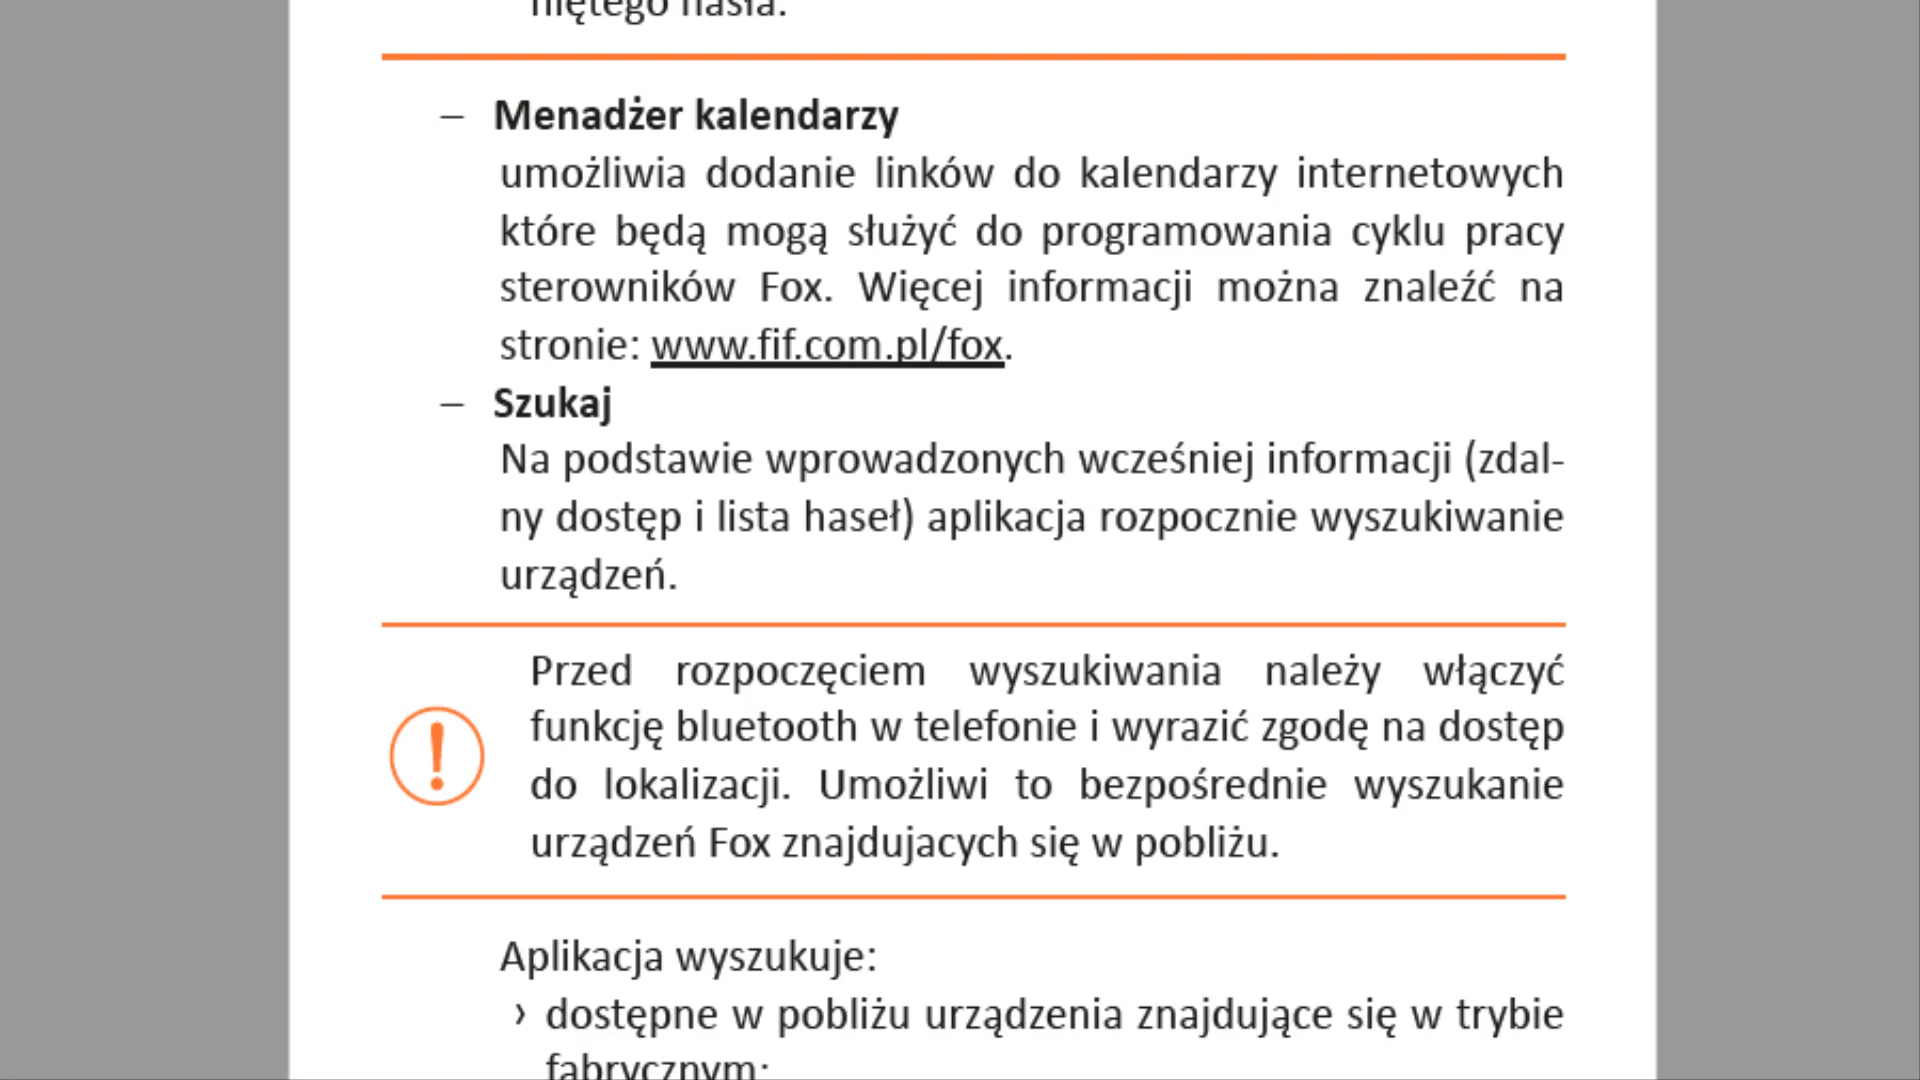 niętego hasła.
– Menadżer kalendarzy
umożliwia dodanie linków do kalendarzy internetowych
które będą mogą służyć do programowania cyklu pracy
sterowników Fox. Więcej informacji można znaleźć na
stronie: www.fif.com.pl/fox.
– Szukaj
Na podstawie wprowadzonych wcześniej informacji (zdal-
ny dostęp i lista haseł) aplikacja rozpocznie wyszukiwanie
urządzeń.
Przed rozpoczęciem wyszukiwania należy włączyć
funkcję bluetooth w telefonie i wyrazić zgodę na dostęp
do lokalizacji. Umożliwi to bezpośrednie wyszukanie
urządzeń Fox znajdujacych się w pobliżu.
Aplikacja wyszukuje:
› dostępne w pobliżu urządzenia znajdujące się w trybie
fabrycznym;